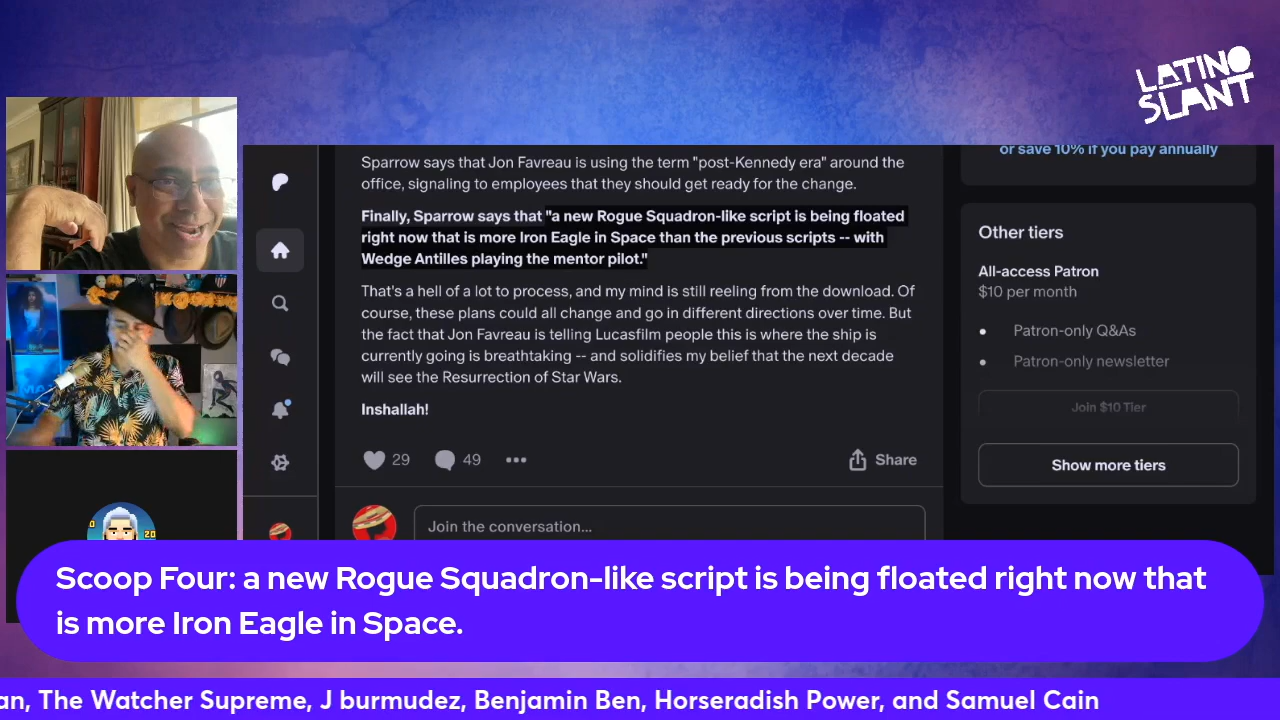 LATINO
SLANT
Sparrow says that Jon Favreau is using the term "post-Kennedy era" around the
office, signaling to employees that they should get ready for the change.
Finally, Sparrow says that "a new Rogue Squadron-like script is being floated
right now that is more Iron Eagle in Space than the previous scripts -- with
Wedge Antilles playing the mentor pilot."
That's a hell of a lot to process, and my mind is still reeling from the download. Of
course, these plans could all change and go in different directions over time. But
the fact that Jon Favreau is telling Lucasfilm people this is where the ship is
currently going is breathtaking -- and solidifies my belief that the next decade
will see the Resurrection of Star Wars.
Inshallah!
29
49
Share
Join the conversation...
or save 10% if you pay annually
Other tiers
All-access Patron
$10 per month
• Patron-only Q&As
• Patron-only newsletter
Join $10 Tier
Show more tiers
Scoop Four: a new Rogue Squadron-like script is being floated right now that
is more Iron Eagle in Space.
an, The Watcher Supreme, J burmudez, Benjamin Ben, Horseradish Power, and Samuel Cain